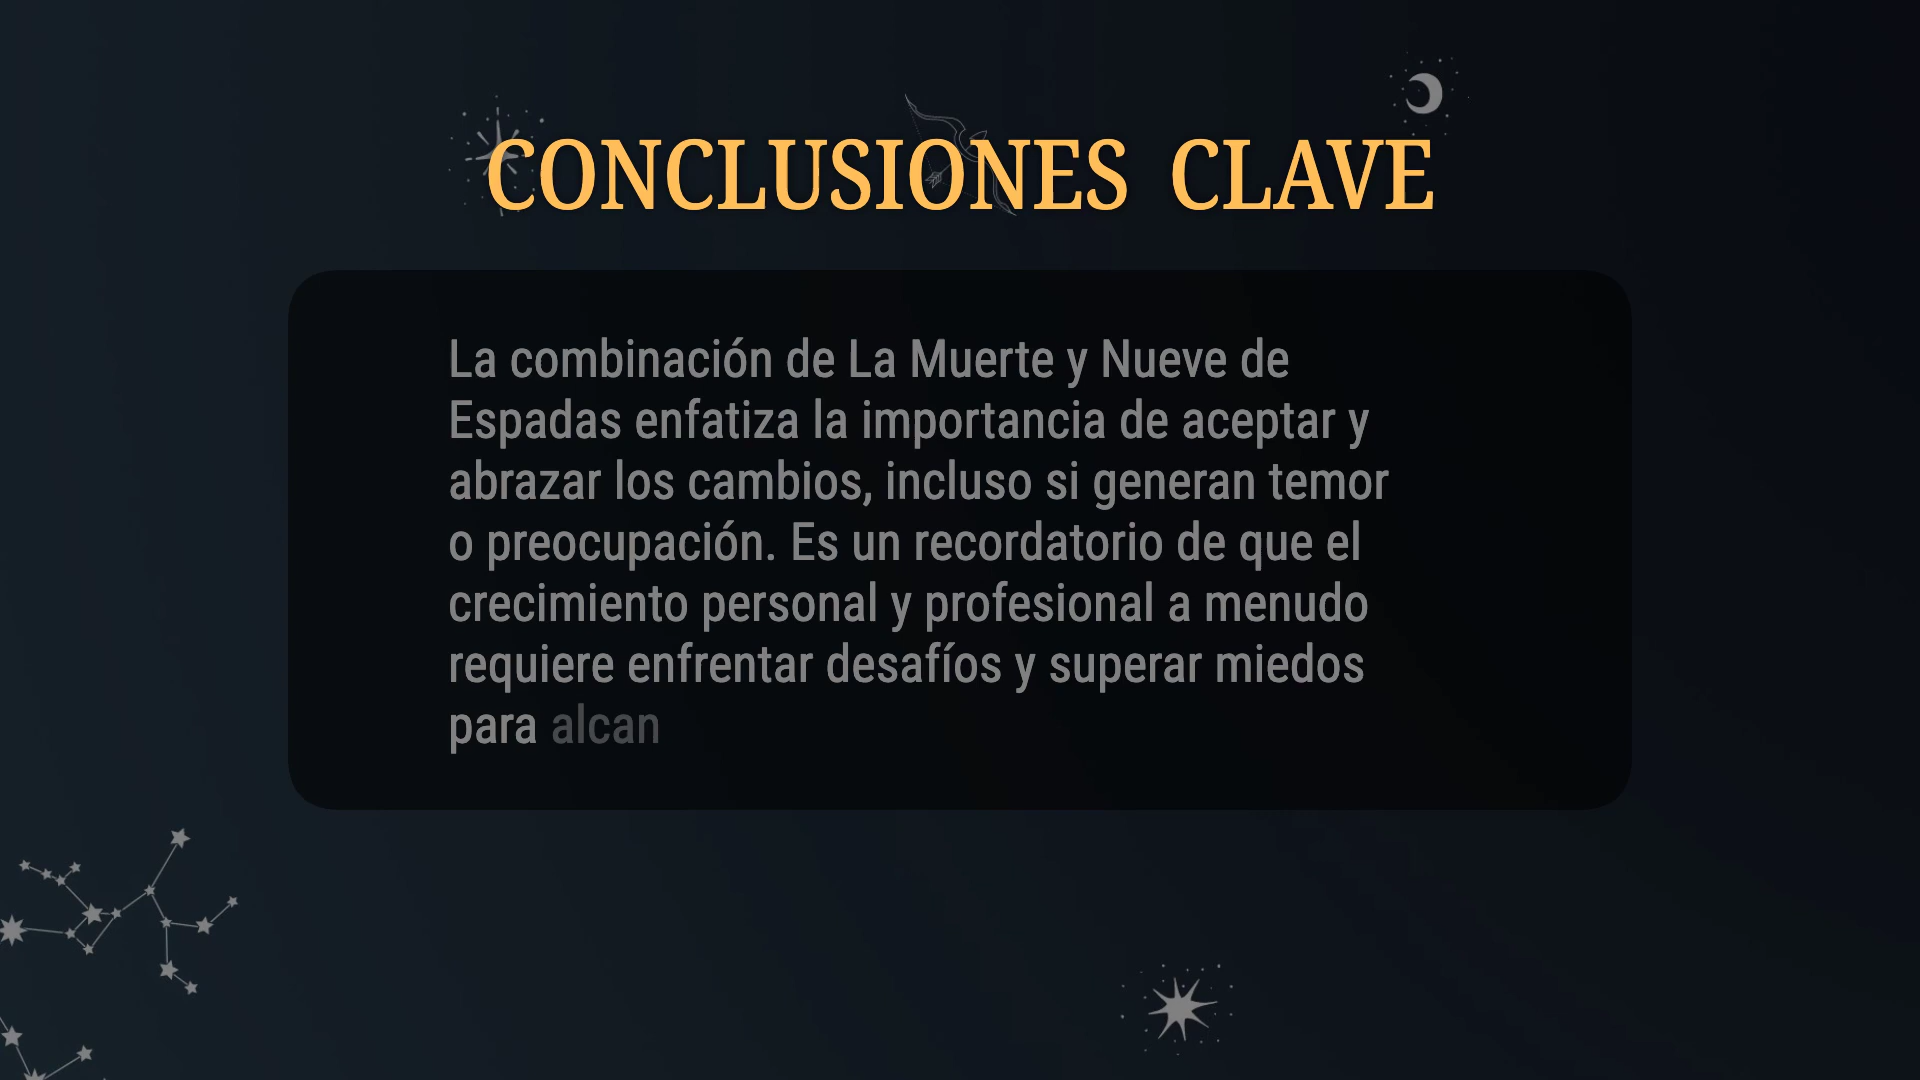 CONCLUSIONES CLAVE
La combinación de La Muerte y Nueve de
Espadas enfatiza la importancia de aceptar y
abrazar los cambios, incluso si generan temor
o preocupación. Es un recordatorio de que el
crecimiento personal y profesional a menudo
requiere enfrentar desafíos y superar miedos
para alcan